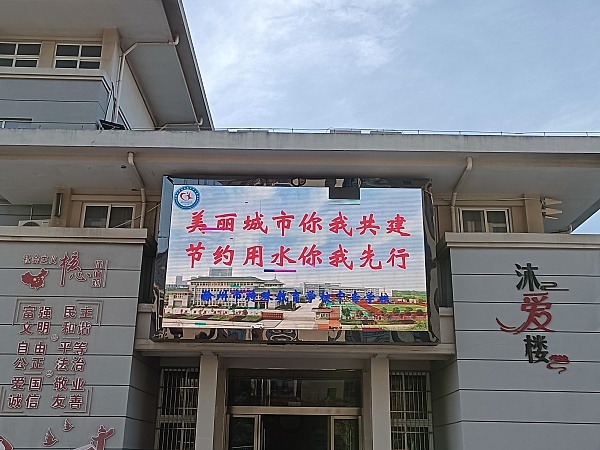 美丽城市你我共建
节约用水你我先行
富强 民主
文明 和谐
自由 平等
公正 法治
爱国 敬业
诚信 友善
沐爱楼